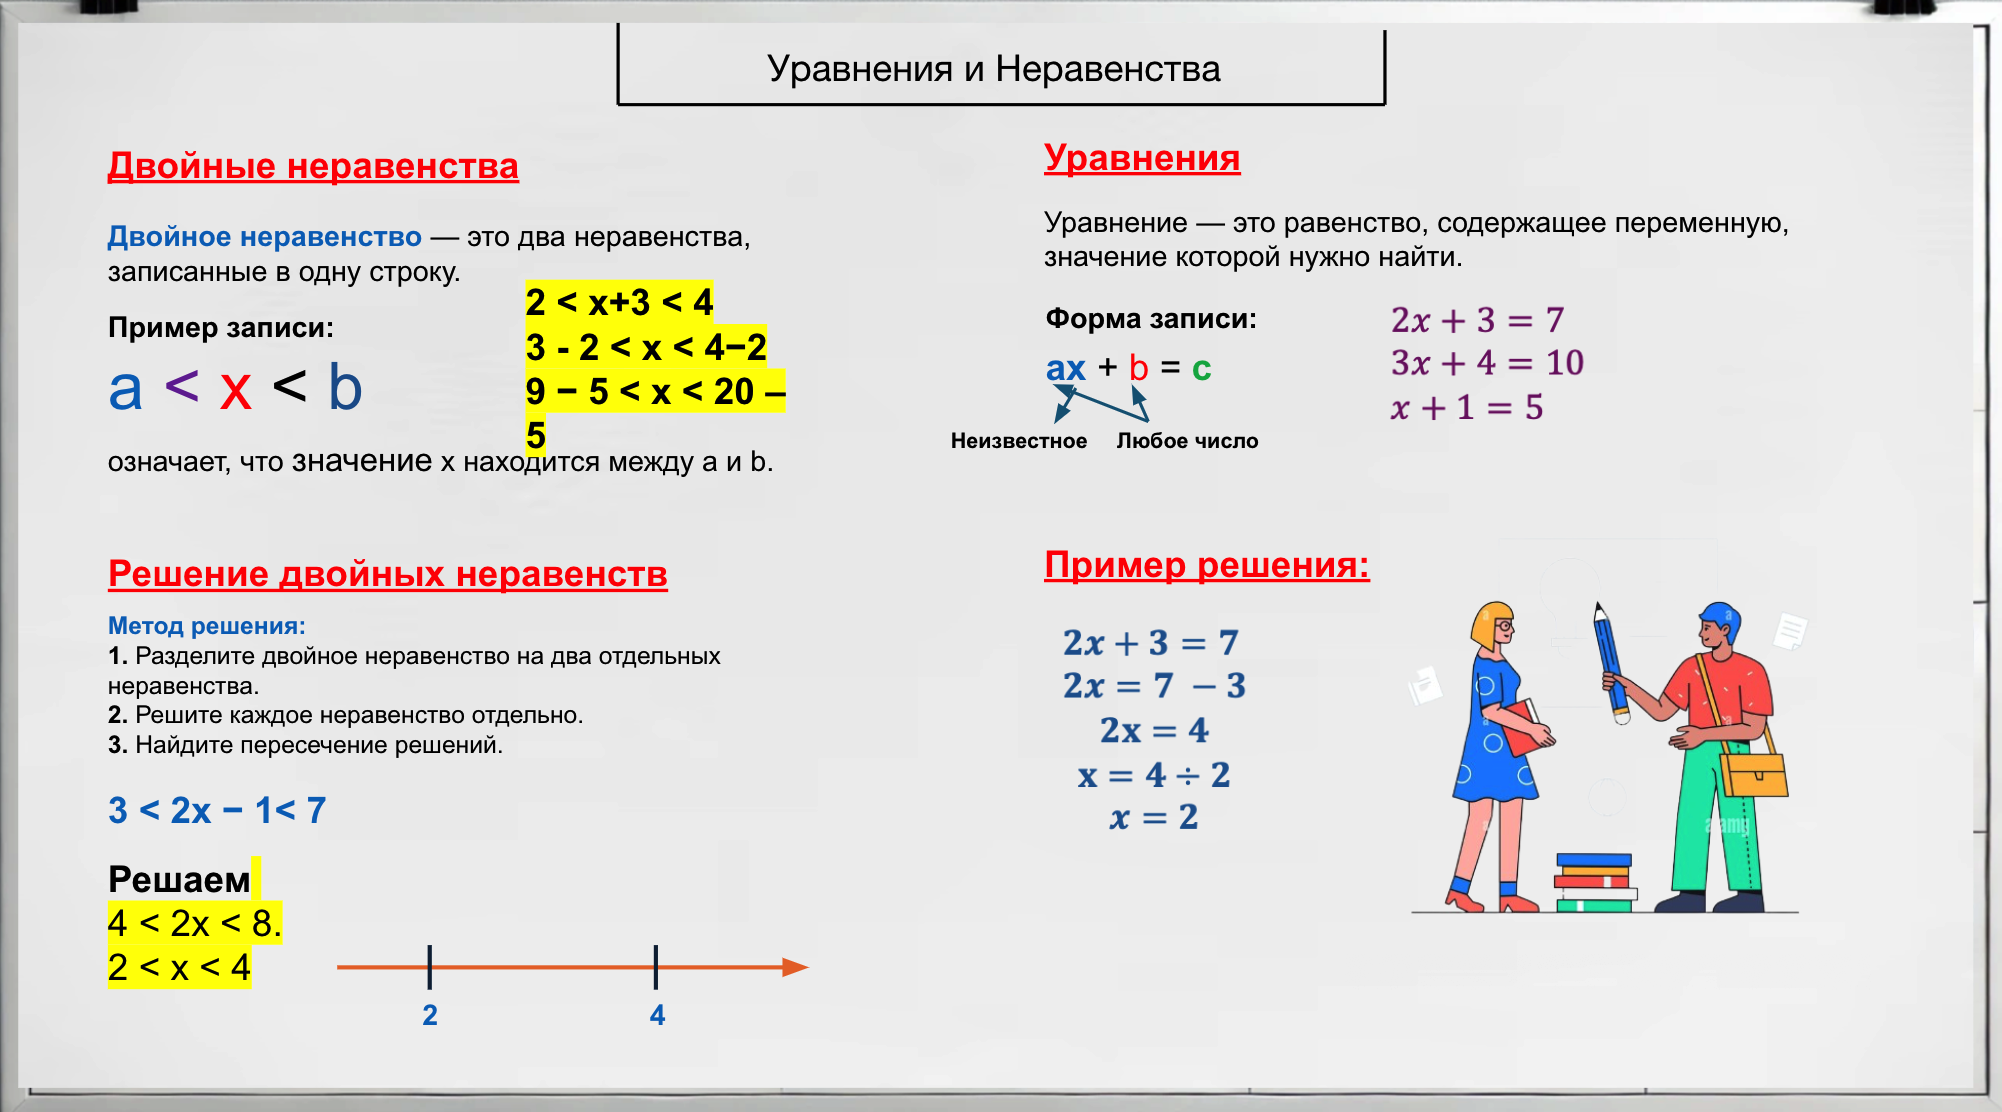 Уравнения и Неравенства
Двойные неравенства
Двойное неравенство — это два неравенства,
записанные в одну строку.
Пример записи:
a < x < b
2 < x+3 < 4
3 - 2 < x < 4−2
9 − 5 < x < 20 –
5
означает, что значение x находится между a и b.
Решение двойных неравенств
Метод решения:
1. Разделите двойное неравенство на два отдельных
неравенства.
2. Решите каждое неравенство отдельно.
3. Найдите пересечение решений.
3 < 2x − 1< 7
Решаем
4 < 2x < 8.
2 < x < 4
2
4
Уравнения
Уравнение — это равенство, содержащее переменную,
значение которой нужно найти.
Форма записи:
ax + b = c
Неизвестное
Любое число
2x + 3 = 7
3x + 4 = 10
x + 1 = 5
Пример решения:
2x + 3 = 7
2x = 7 − 3
2x = 4
x = 4 ÷ 2
x = 2
alamy